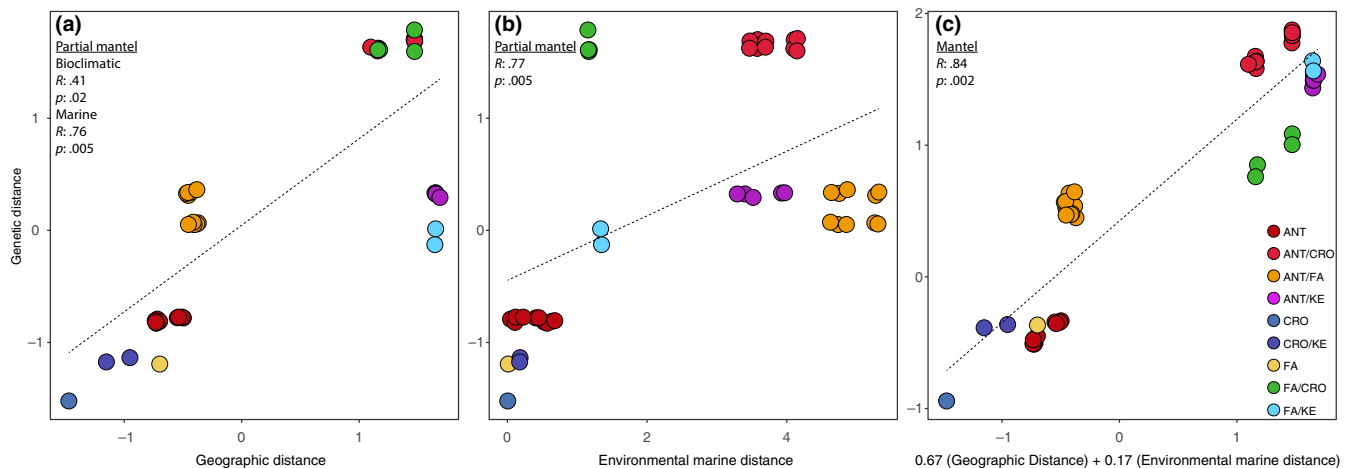 (a)
Partial mantel
Bioclimatic
R: .41
p: .02
Marine
R: .76
p: .005
Genetic distance
1
0
−1
−1
0
1
Geographic distance
(b)
Partial mantel
R: .77
p: .005
1
0
−1
0
2
4
Environmental marine distance
(c)
Mantel
R: .84
p: .002
2
1
0
−1
−1
0
1
0.67 (Geographic Distance) + 0.17 (Environmental marine distance)
ANT
ANT/CRO
ANT/FA
ANT/KE
CRO
CRO/KE
FA
FA/CRO
FA/KE